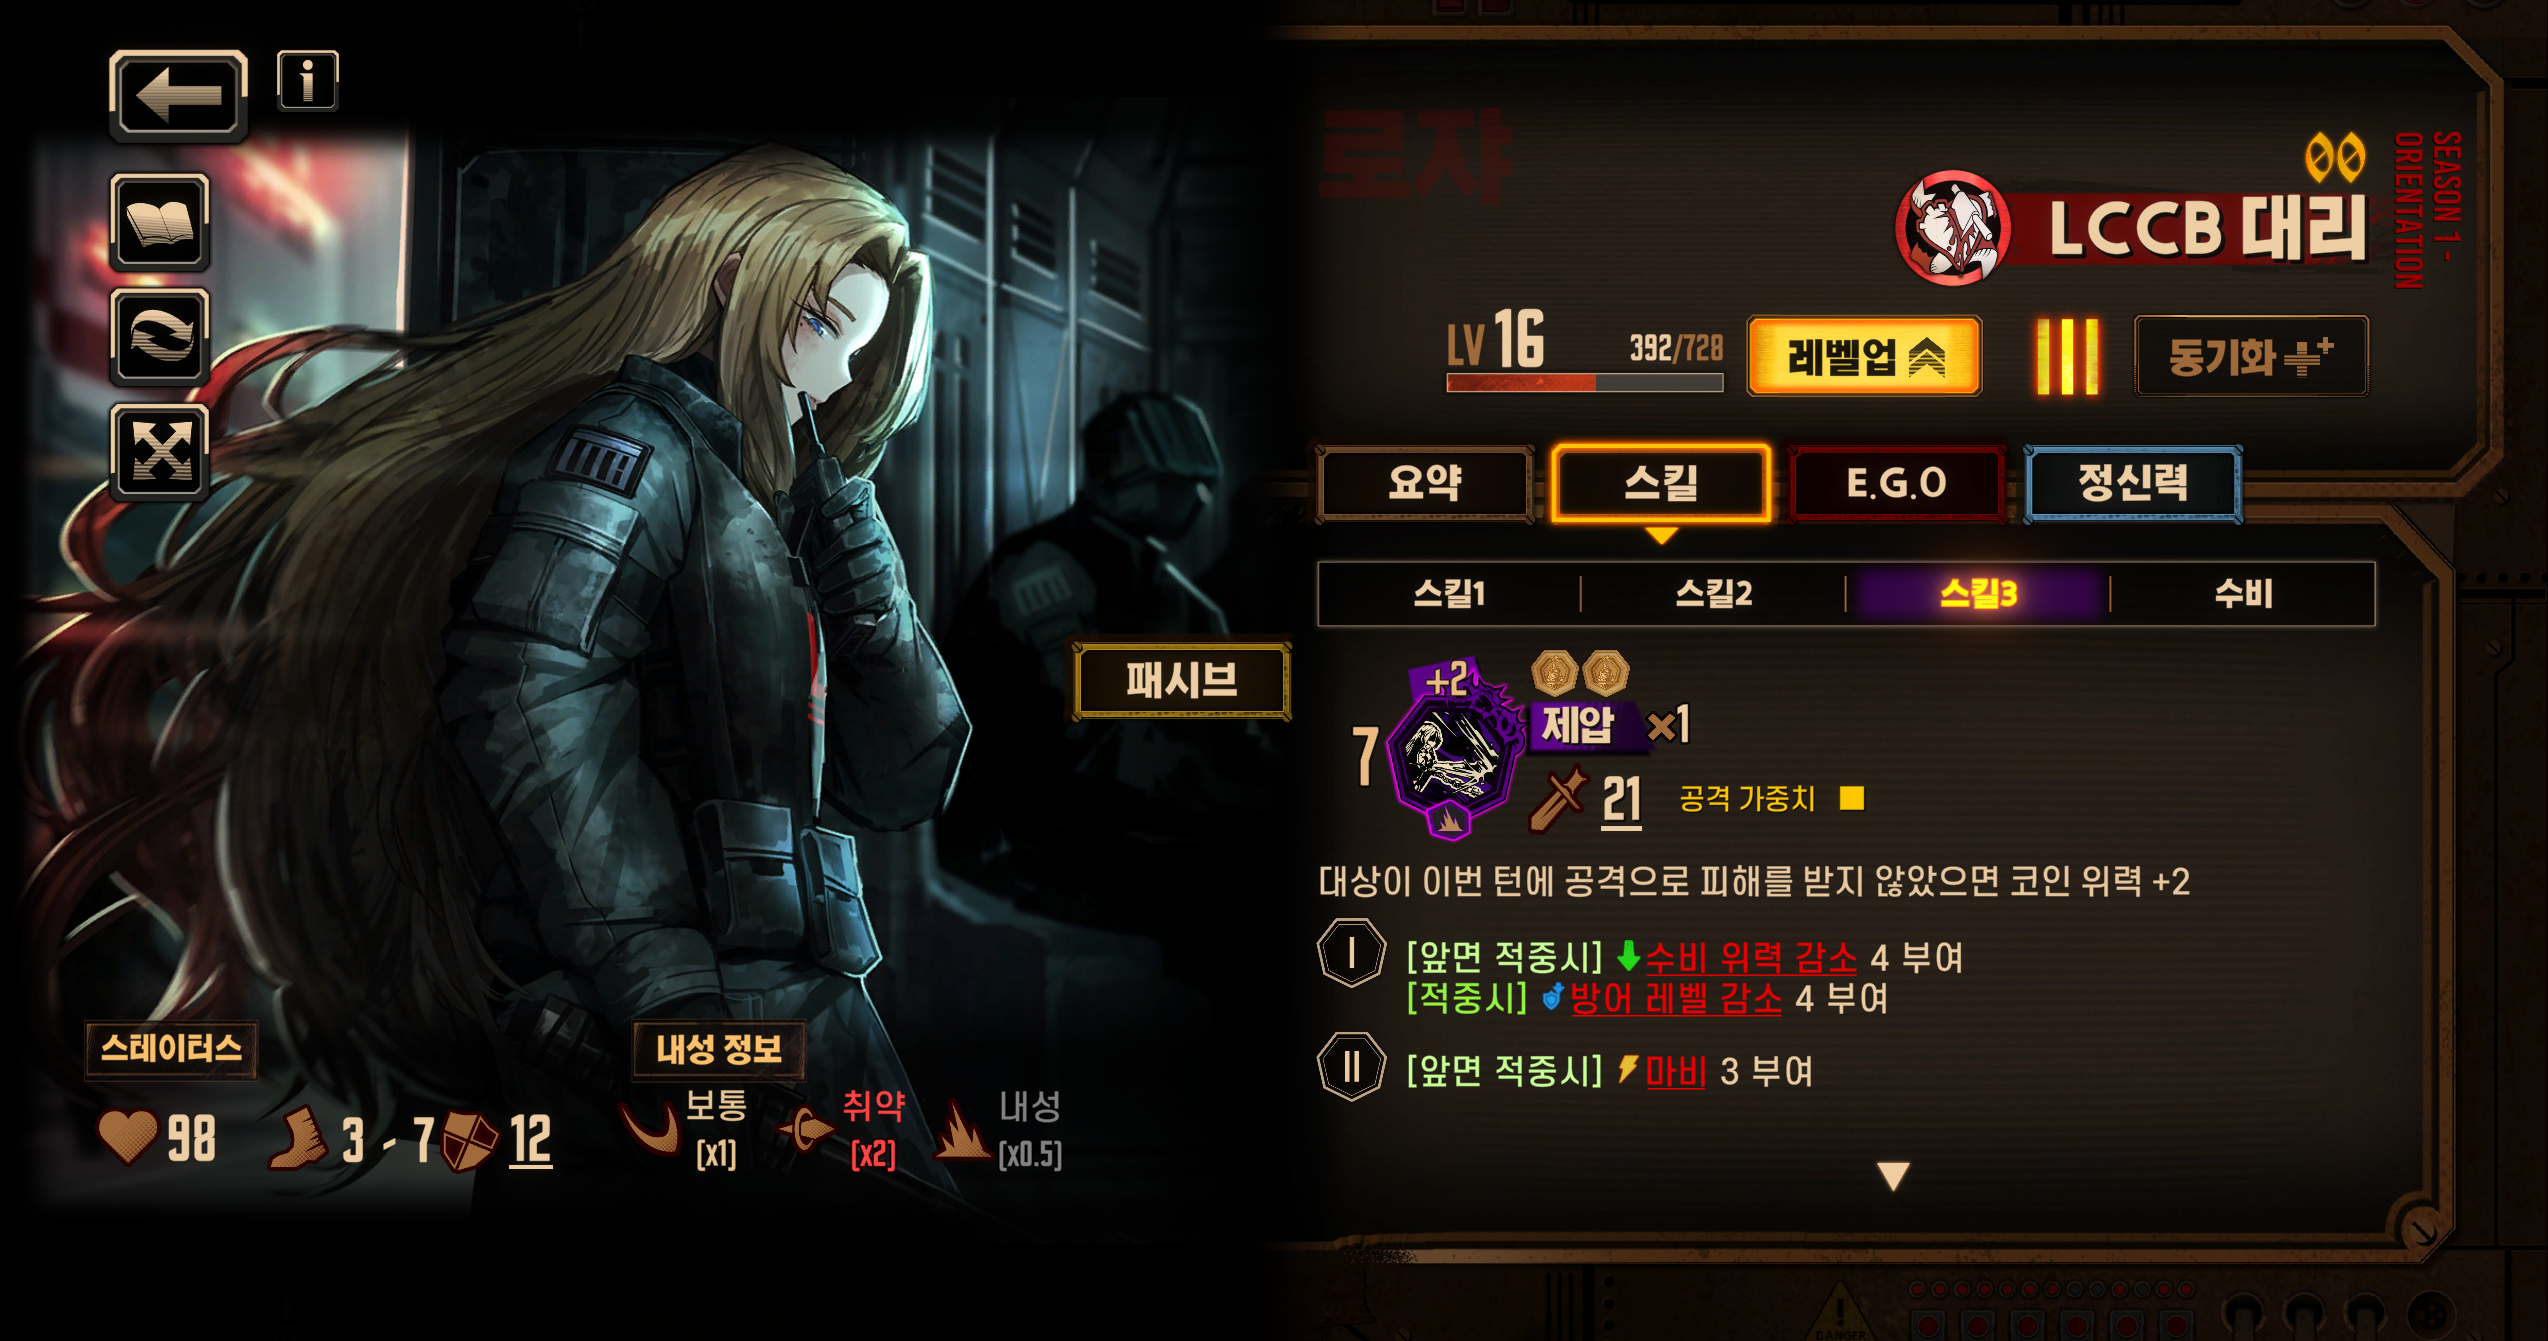 로쟈
SEASON 1 -
ORIENTATION
LCCB 대리
LV 16
392/728
레벨업
동기화
요약
스킬
E.G.O
정신력
스킬1
스킬2
스킬3
수비
패시브
+2
7
제압 ×1
21
공격 가중치
대상이 이번 턴에 공격으로 피해를 받지 않았으면 코인 위력 +2
I
[앞면 적중시] 수비 위력 감소 4 부여
[적중시] 방어 레벨 감소 4 부여
II
[앞면 적중시] 마비 3 부여
스테이터스
98
3 - 7
12
내성 정보
보통
[x1]
취약
[x2]
내성
[x0.5]
DANGER